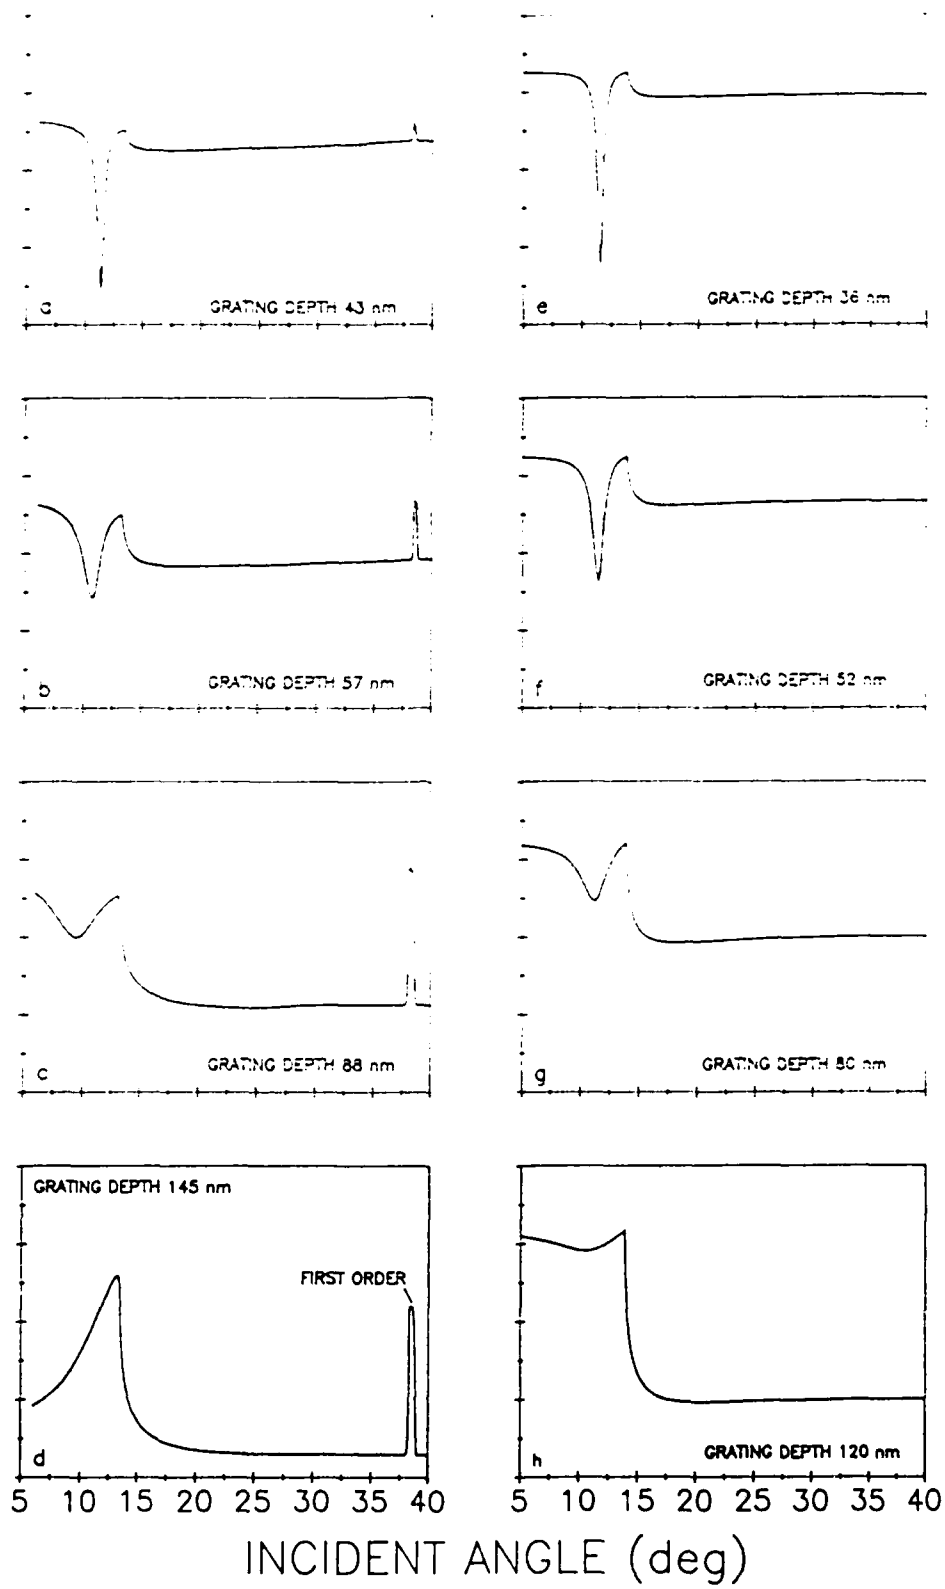 a
GRATING DEPTH 43 nm
e
GRATING DEPTH 36 nm
b
GRATING DEPTH 57 nm
f
GRATING DEPTH 52 nm
c
GRATING DEPTH 88 nm
g
GRATING DEPTH 80 nm
GRATING DEPTH 145 nm
FIRST ORDER
d
h
GRATING DEPTH 120 nm
5 10 15 20 25 30 35 40
5 10 15 20 25 30 35 40
INCIDENT ANGLE (deg)